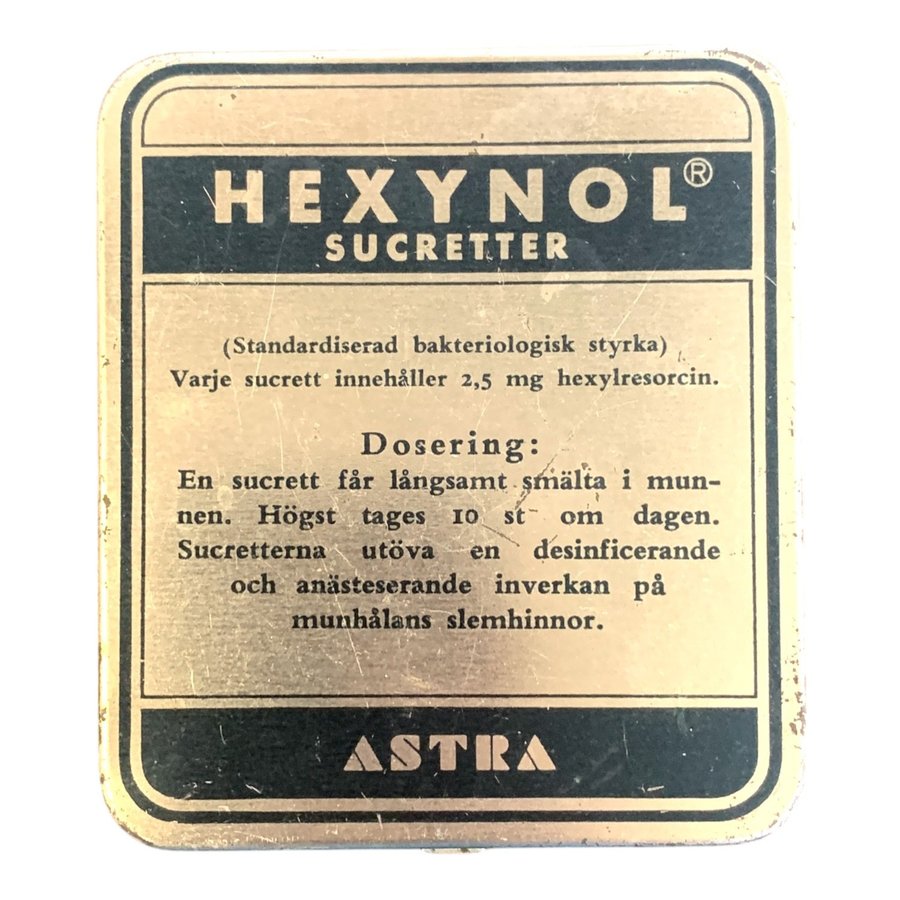 HEXYNOL®
SUCRETTER
(Standardiserad bakteriologisk styrka)
Varje sucrett innehåller 2,5 mg hexylresorcin.
Dosering:
En sucrett får långsamt smälta i mun-
nen. Högst tages 10 st om dagen.
Sucretterna utöva en desinficerande
och anästeserande inverkan på
munhålans slemhinnor.
ASTRA